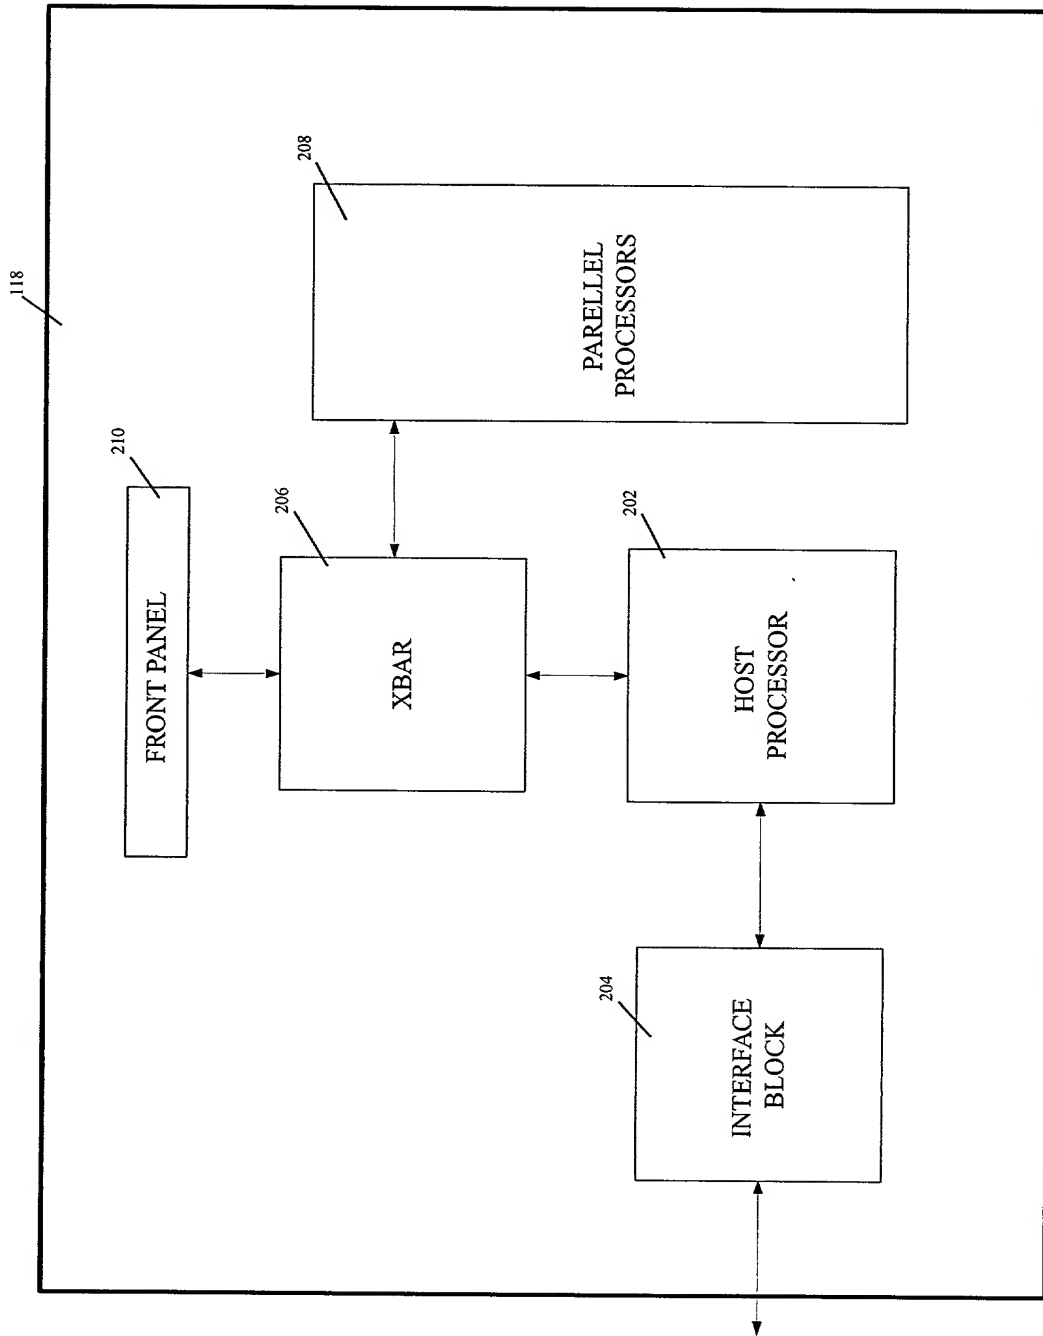 118
210
FRONT PANEL
208
PARELLEL
PROCESSORS
206
XBAR
202
HOST
PROCESSOR
204
INTERFACE
BLOCK